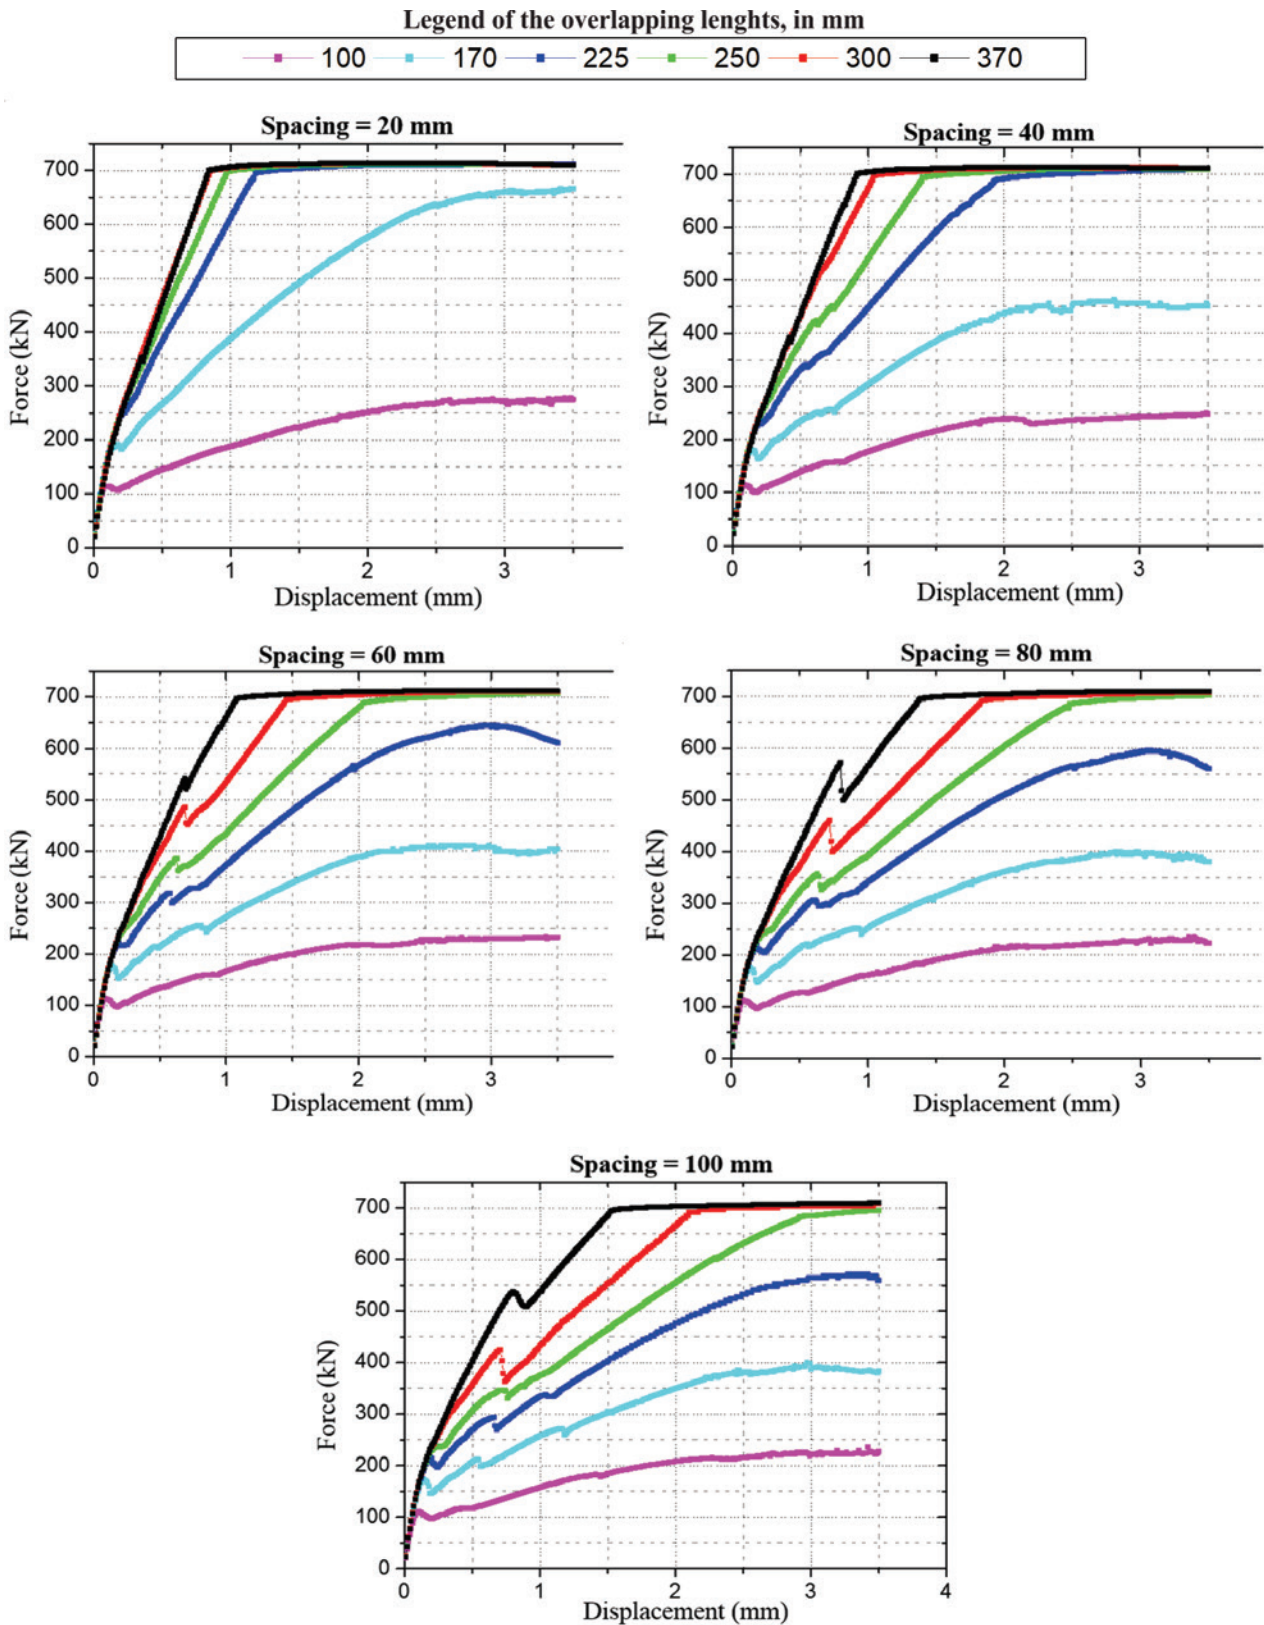 Legend of the overlapping lenghts, in mm
100 170 225 250 300 370
Spacing = 20 mm
700
600
500
400
300
200
100
0
Force (kN)
0 1 2 3
Displacement (mm)
Spacing = 40 mm
700
600
500
400
300
200
100
0
Force (kN)
0 1 2 3
Displacement (mm)
Spacing = 60 mm
700
600
500
400
300
200
100
0
Force (kN)
0 1 2 3
Displacement (mm)
Spacing = 80 mm
700
600
500
400
300
200
100
0
Force (kN)
0 1 2 3
Displacement (mm)
Spacing = 100 mm
700
600
500
400
300
200
100
0
Force (kN)
0 1 2 3 4
Displacement (mm)